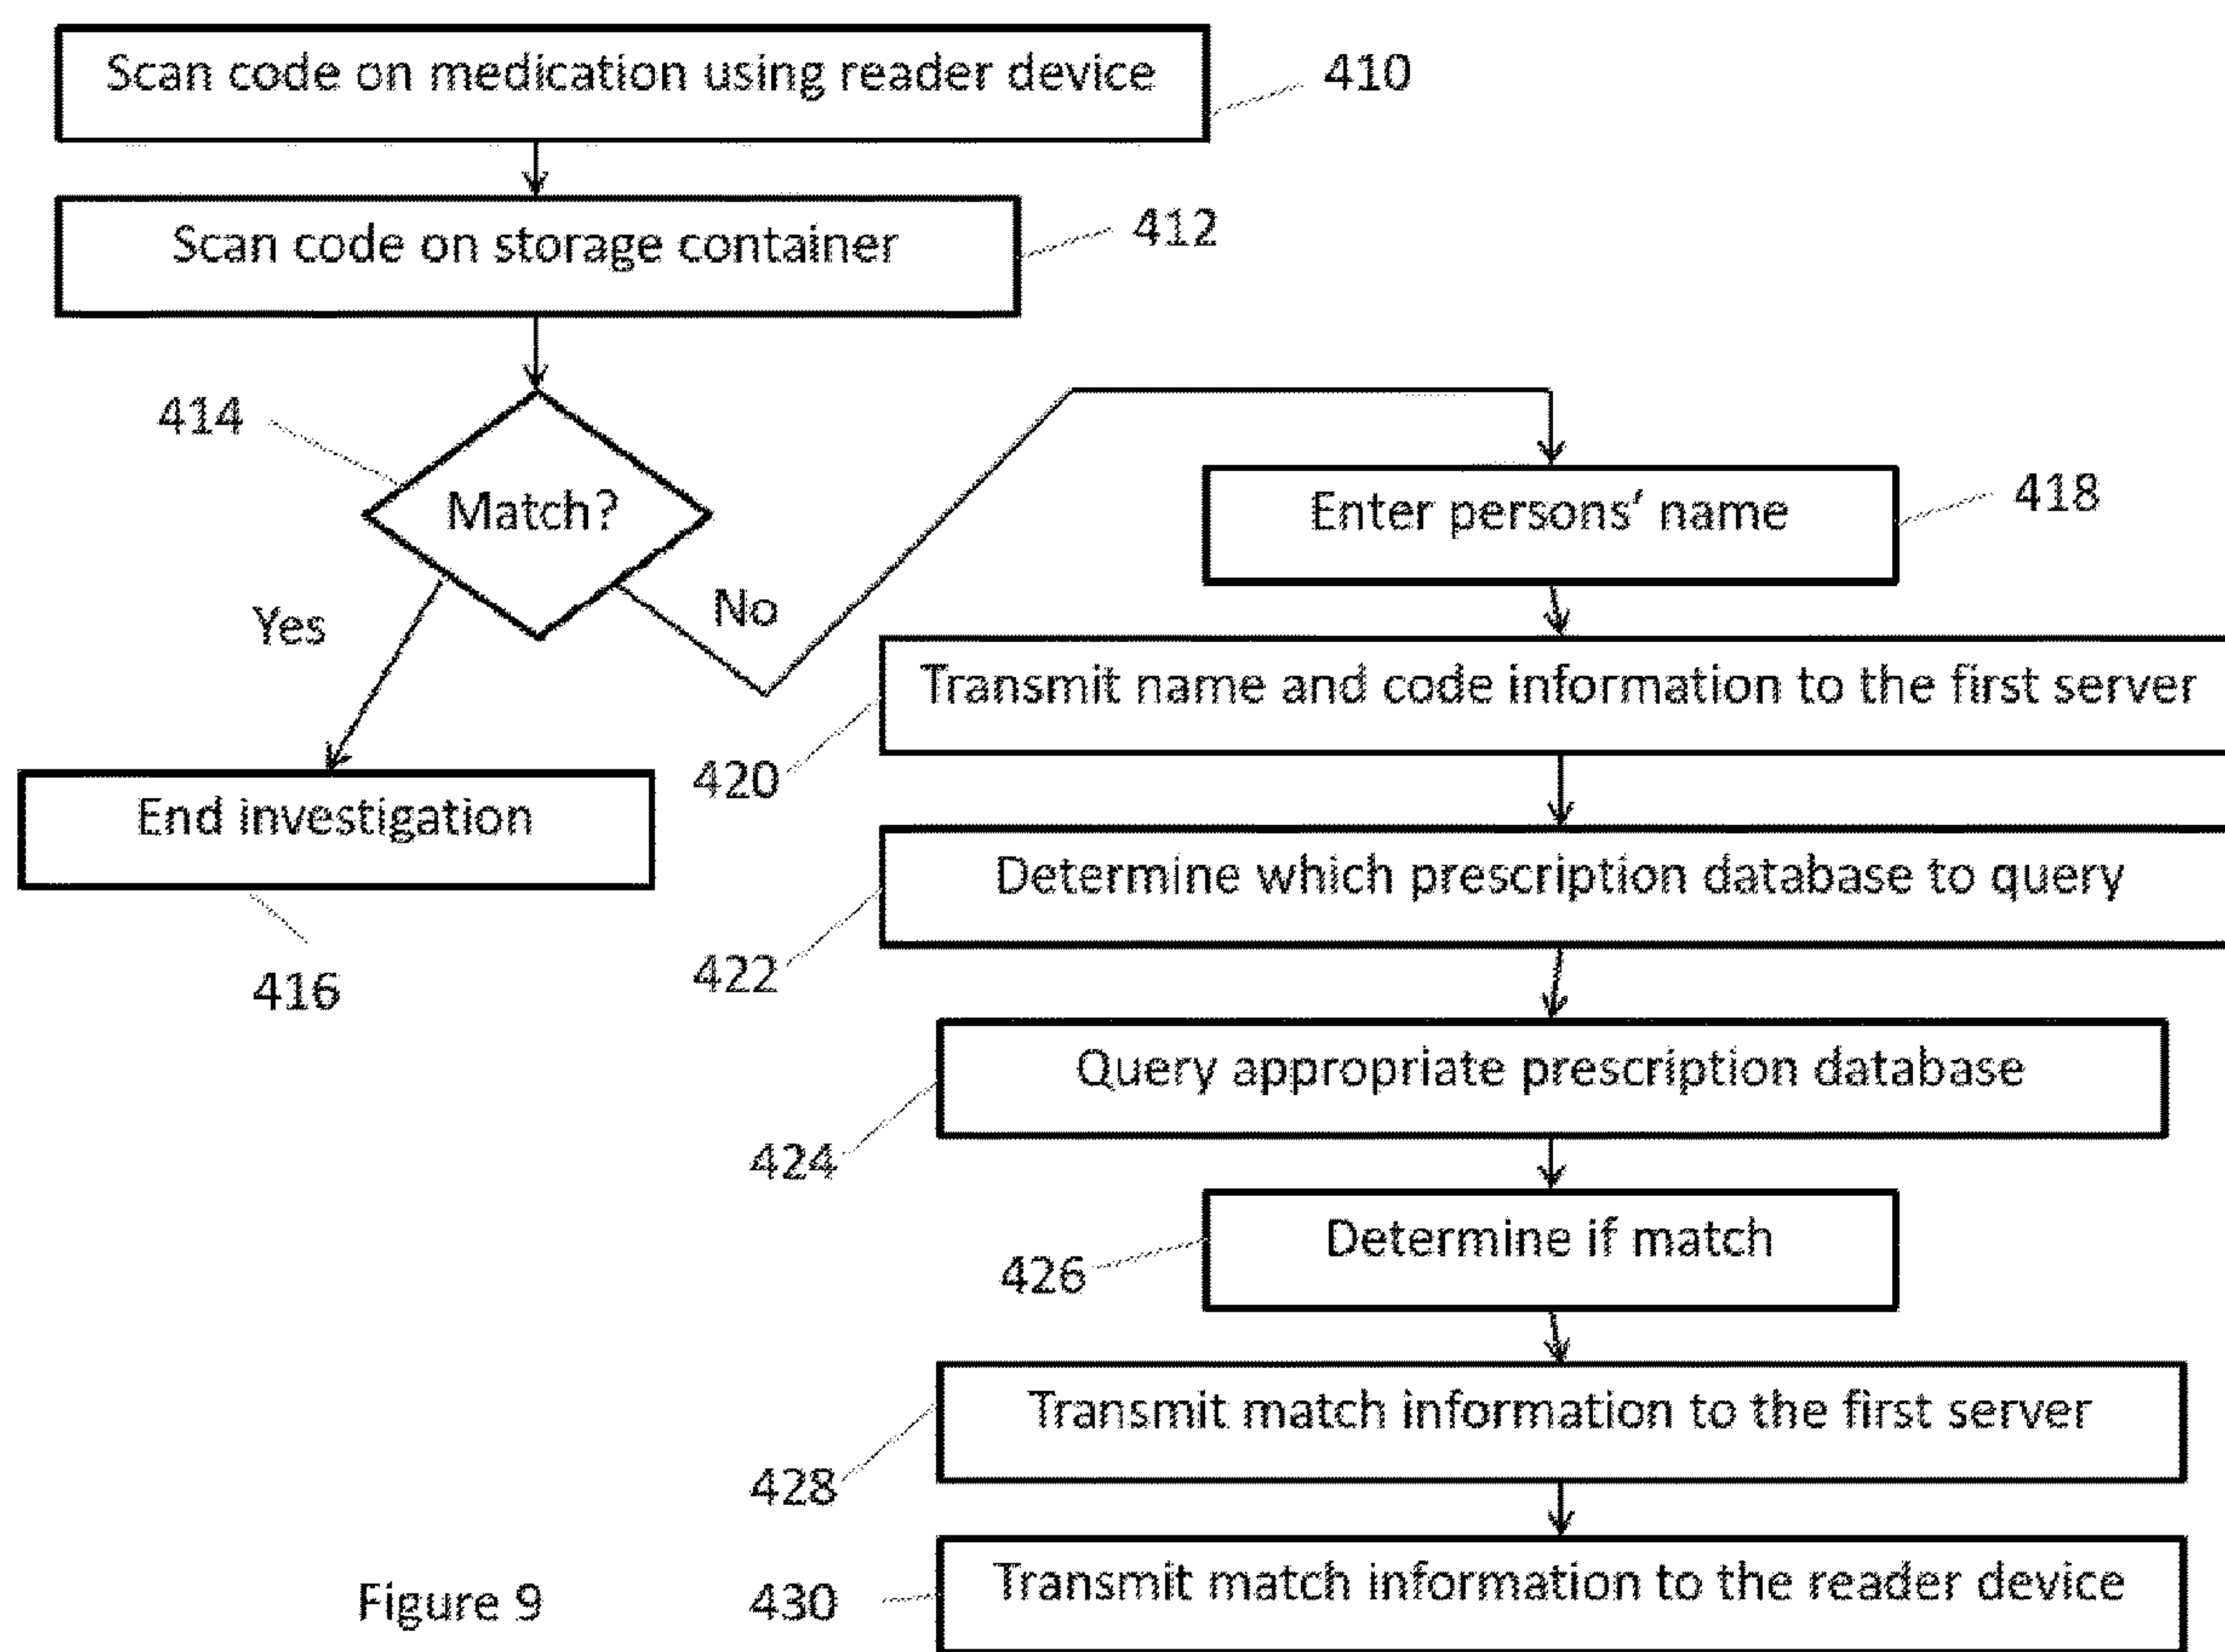 Scan code on medication using reader device
410
Scan code on storage container
412
414
Match?
Yes
No
End investigation
416
Enter persons' name
418
Transmit name and code information to the first server
420
Determine which prescription database to query
422
Query appropriate prescription database
424
Determine if match
426
Transmit match information to the first server
428
Transmit match information to the reader device
430
Figure 9